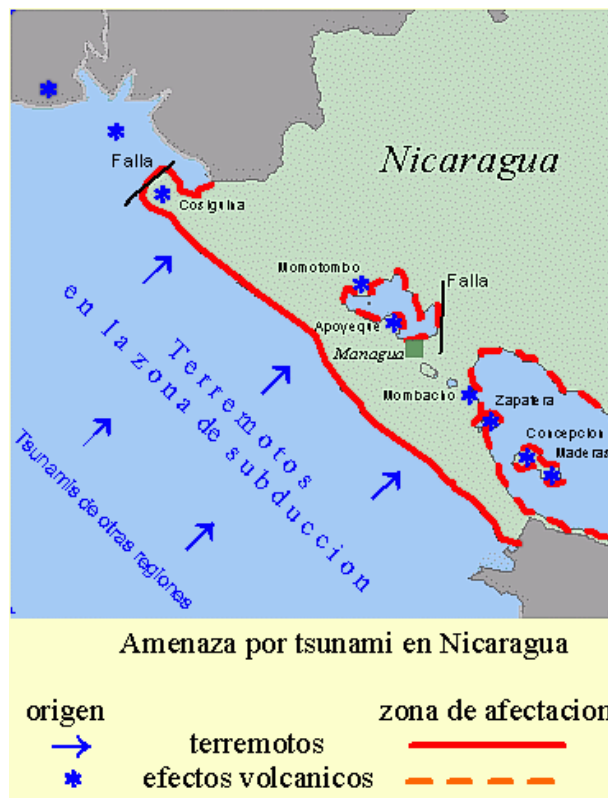 Nicaragua
Falla
Cosiguina
Momotombo
Falla
Apoyeque
Managua
Mombacho
Zapatera
Concepcion
Maderas
Terremotos
en la zona de subduccion
Tsunamis de otras regiones
Amenaza por tsunami en Nicaragua
origen zona de afectacion
terremotos
efectos volcanicos